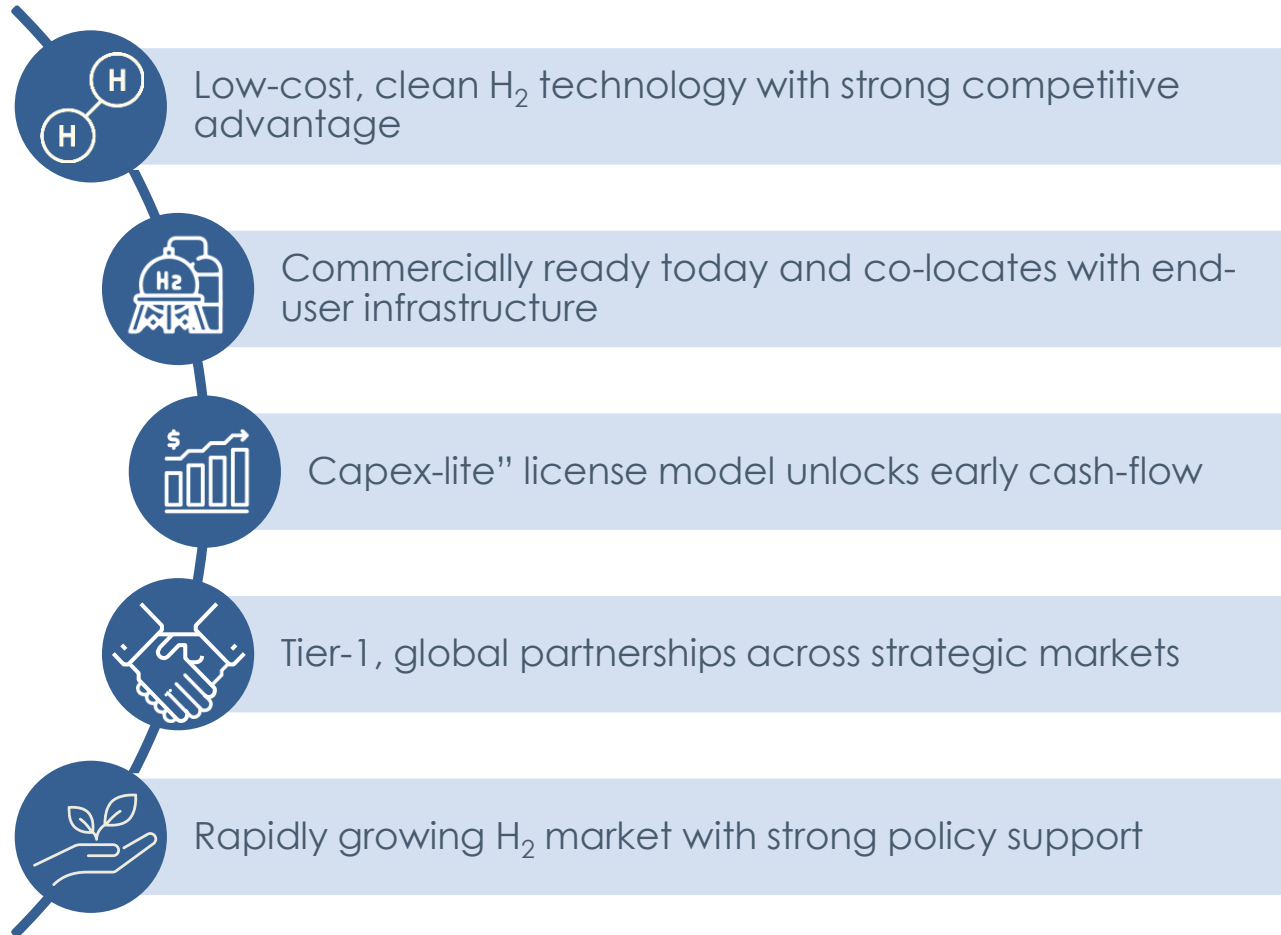 H
H
Low-cost, clean H₂ technology with strong competitive
advantage
H2
Commercially ready today and co-locates with end-
user infrastructure
$
Capex-lite” license model unlocks early cash-flow
Tier-1, global partnerships across strategic markets
Rapidly growing H₂ market with strong policy support